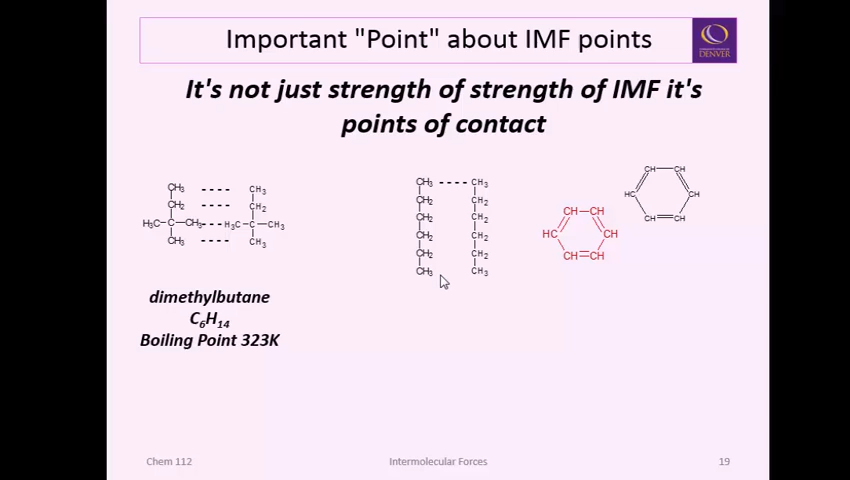 Important "Point" about IMF points
DENVER
It's not just strength of strength of IMF it's
points of contact
CH3 ---- CH3
CH2 ---- CH2
H3C-C-CH3---H3C-C-CH3
CH3 ---- CH3
dimethylbutane
C6H14
Boiling Point 323K
CH3 ---- CH3
CH2 CH2
CH2 CH2
CH2 CH2
CH2 CH2
CH3 CH3
CH CH
HC CH
CH CH
CH CH
HC CH
CH CH
Chem 112
Intermolecular Forces
19